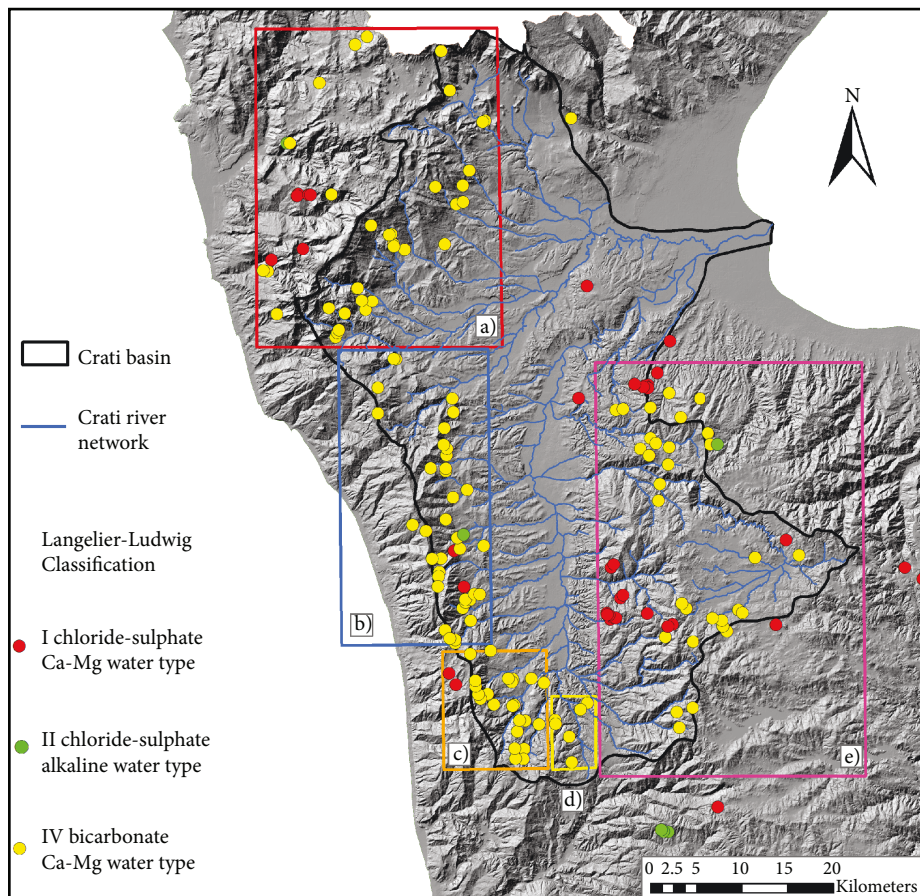 N
a)
Crati basin
Crati river
network
Langelier-Ludwig
Classification
b)
I chloride-sulphate
Ca-Mg water type
II chloride-sulphate
alkaline water type
c)
e)
d)
IV bicarbonate
Ca-Mg water type
0 2.5 5 10 15 20
Kilometers